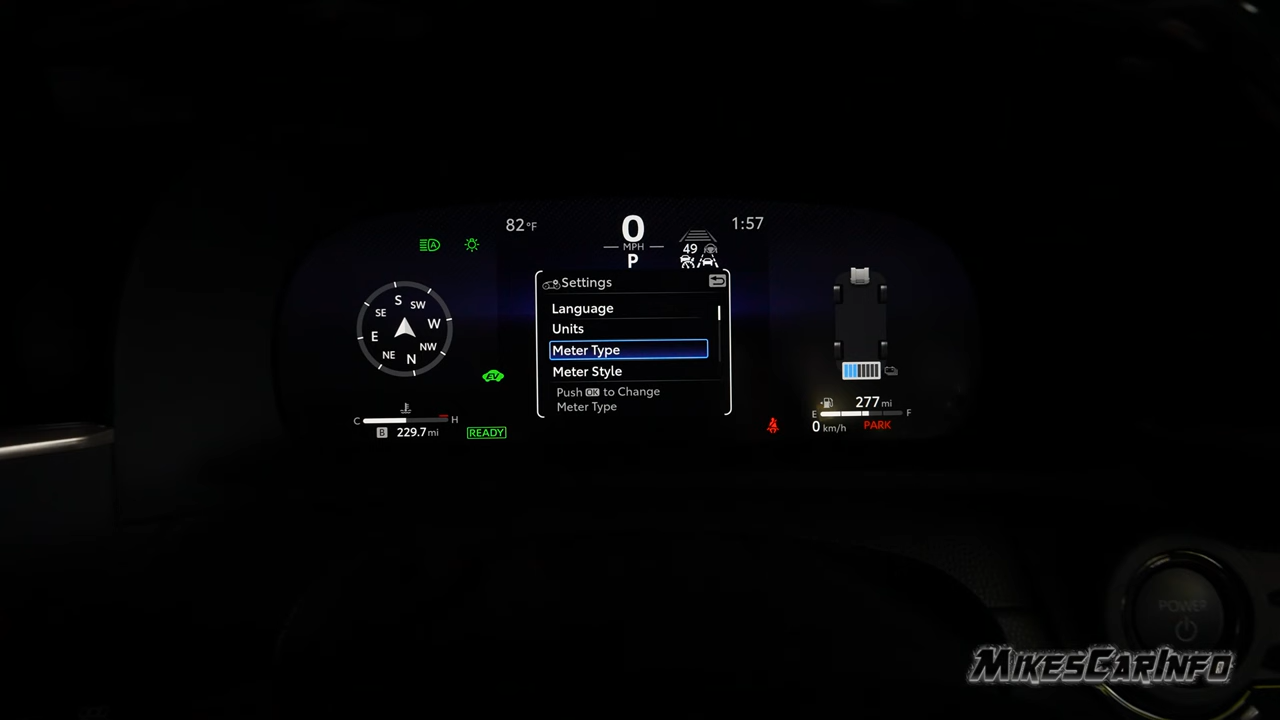 82°F
0
MPH
P
1:57
49
A
S
SW
W
NW
N
NE
E
SE
Settings
Language
Units
Meter Type
Meter Style
Push OK to Change
Meter Type
EV
C
H
B 229.7 mi
READY
277 mi
E
F
0 km/h
PARK
POWER
MIKESCARINFO